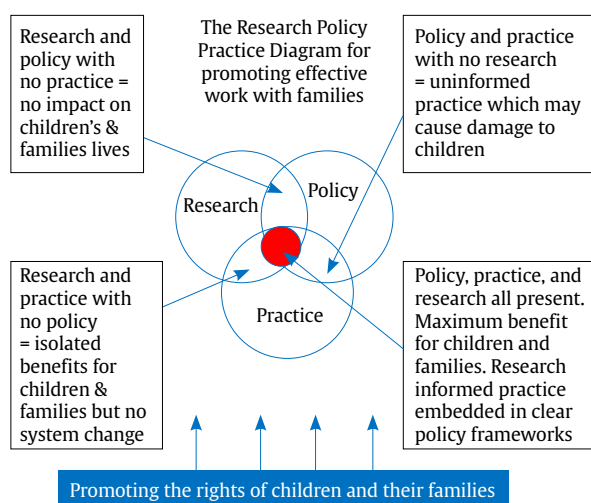 Research and
policy with
no practice =
no impact on
children's &
families lives
The Research Policy
Practice Diagram for
promoting effective
work with families
Policy and practice
with no research
= uninformed
practice which may
cause damage to
children
Research
Policy
Practice
Research and
practice with
no policy
= isolated
benefits for
children &
families but no
system change
Policy, practice, and
research all present.
Maximum benefit
for children and
families. Research
informed practice
embedded in clear
policy frameworks
Promoting the rights of children and their families